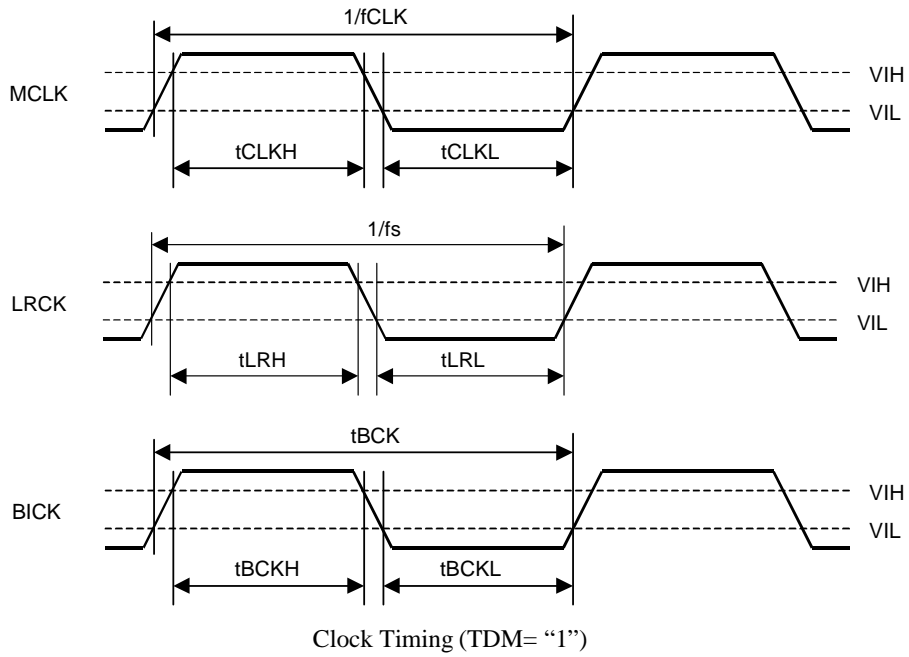 1/fCLK
MCLK
VIH
VIL
tCLKH
tCLKL
1/fs
LRCK
VIH
VIL
tLRH
tLRL
tBCK
BICK
VIH
VIL
tBCKH
tBCKL
Clock Timing (TDM= “1”)